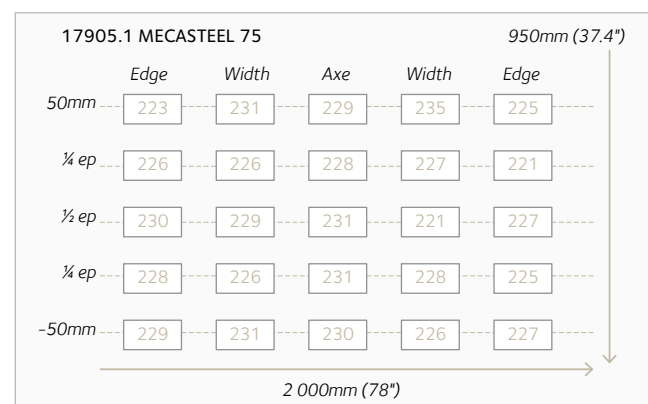 17905.1 MECASTEEL 75 950mm (37.4")
Edge Width Axe Width Edge
50mm 223 231 229 235 225
¼ ep 226 226 228 227 221
½ ep 230 229 231 221 227
¼ ep 228 226 231 228 225
–50mm 229 231 230 226 227
2 000mm (78")